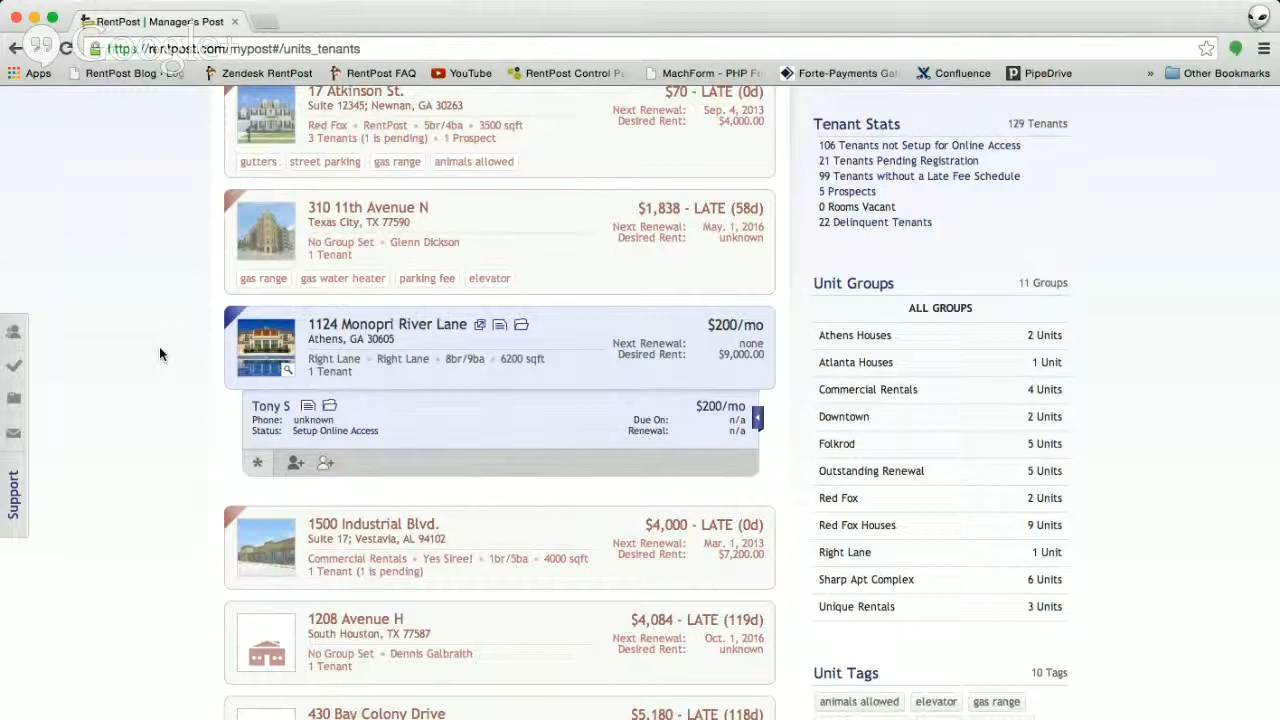 RentPost | Manager's Post
Google+
https://rentpost.com/mypost#/units_tenants
Apps
RentPost Blog
Zendesk RentPost
RentPost FAQ
YouTube
RentPost Control
MachForm - PHP
Forte-Payments
Confluence
PipeDrive
»
Other Bookmarks
17 Atkinson St.
$70 - LATE (0d)
Suite 12345; Newnan, GA 30263
Next Renewal: Sep. 4, 2013
Desired Rent: $4,000.00
Red Fox • RentPost • 5br/4ba • 3500 sqft
3 Tenants (1 is pending) • 1 Prospect
gutters street parking gas range animals allowed
310 11th Avenue N
$1,838 - LATE (58d)
Texas City, TX 77590
Next Renewal: May. 1, 2016
Desired Rent: unknown
No Group Set • Glenn Dickson
1 Tenant
gas range gas water heater parking fee elevator
1124 Monopri River Lane
$200/mo
Athens, GA 30605
Next Renewal: none
Desired Rent: $9,000.00
Right Lane • Right Lane • 8br/9ba • 6200 sqft
1 Tenant
Tony S
$200/mo
Phone: unknown
Due On: n/a
Status: Setup Online Access
Renewal: n/a
1500 Industrial Blvd.
$4,000 - LATE (0d)
Suite 17; Vestavia, AL 94102
Next Renewal: Mar. 1, 2013
Desired Rent: $7,200.00
Commercial Rentals • Yes Siree! • 1br/5ba • 4000 sqft
1 Tenant (1 is pending)
1208 Avenue H
$4,084 - LATE (119d)
South Houston, TX 77587
Next Renewal: Oct. 1, 2016
Desired Rent: unknown
No Group Set • Dennis Galbraith
1 Tenant
430 Bay Colony Drive
$5,180 - LATE (118d)
Tenant Stats 129 Tenants
106 Tenants not Setup for Online Access
21 Tenants Pending Registration
99 Tenants without a Late Fee Schedule
5 Prospects
0 Rooms Vacant
22 Delinquent Tenants
Unit Groups 11 Groups
ALL GROUPS
Athens Houses 2 Units
Atlanta Houses 1 Unit
Commercial Rentals 4 Units
Downtown 2 Units
Folkrod 5 Units
Outstanding Renewal 5 Units
Red Fox 2 Units
Red Fox Houses 9 Units
Right Lane 1 Unit
Sharp Apt Complex 6 Units
Unique Rentals 3 Units
Unit Tags 10 Tags
animals allowed elevator gas range
Support